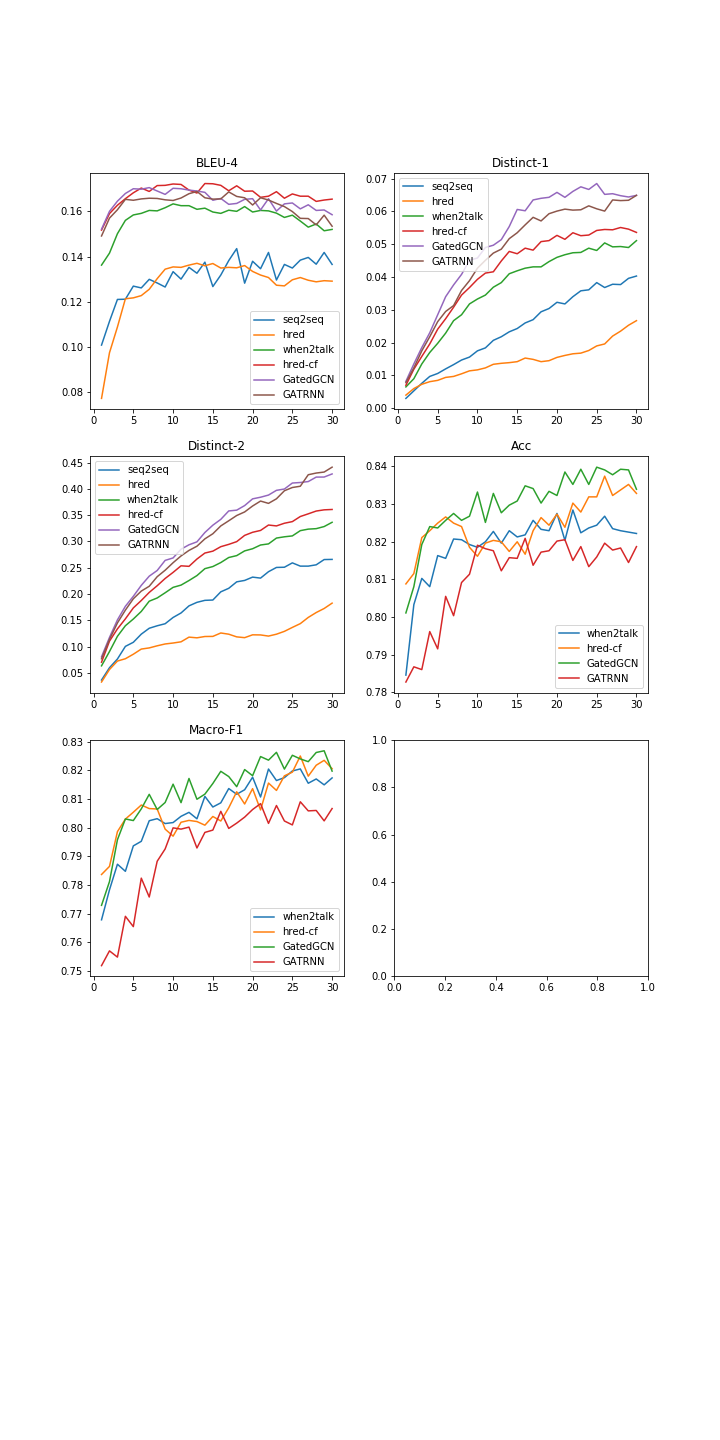 BLEU-4
0.16
0.14
0.12
0.10
0.08
0 5 10 15 20 25 30
seq2seq
hred
when2talk
hred-cf
GatedGCN
GATRNN
Distinct-1
0.07
0.06
0.05
0.04
0.03
0.02
0.01
0.00
0 5 10 15 20 25 30
seq2seq
hred
when2talk
hred-cf
GatedGCN
GATRNN
Distinct-2
0.45
0.40
0.35
0.30
0.25
0.20
0.15
0.10
0.05
0 5 10 15 20 25 30
seq2seq
hred
when2talk
hred-cf
GatedGCN
GATRNN
Acc
0.84
0.83
0.82
0.81
0.80
0.79
0.78
0 5 10 15 20 25 30
when2talk
hred-cf
GatedGCN
GATRNN
Macro-F1
0.83
0.82
0.81
0.80
0.79
0.78
0.77
0.76
0.75
0 5 10 15 20 25 30
when2talk
hred-cf
GatedGCN
GATRNN
1.0
0.8
0.6
0.4
0.2
0.0
0.0 0.2 0.4 0.6 0.8 1.0